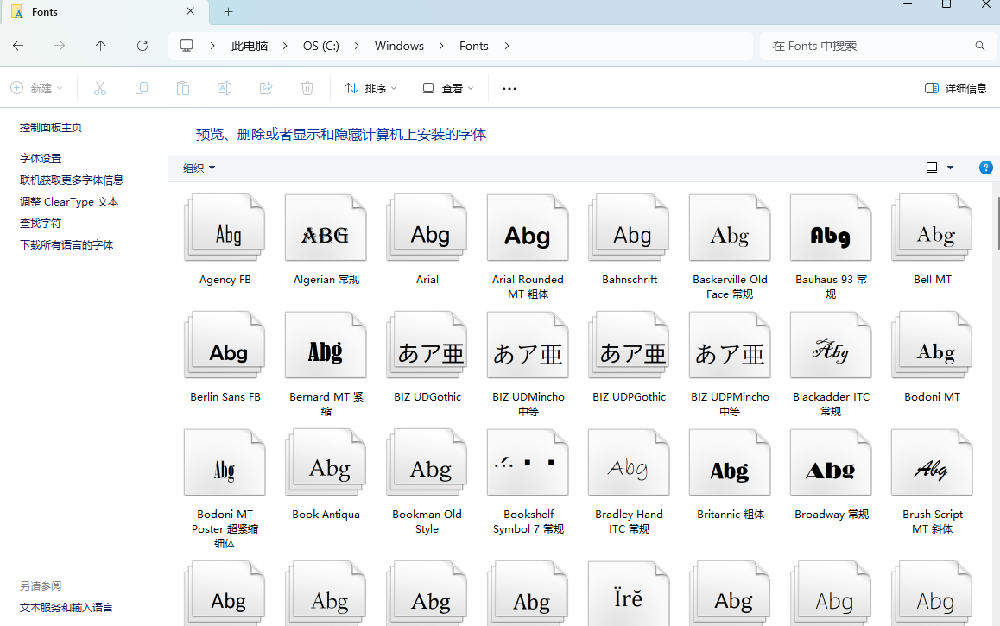 Fonts
此电脑 > OS (C:) > Windows > Fonts >
在 Fonts 中搜索
新建
排序
查看
详细信息
控制面板主页
字体设置
联机获取更多字体信息
调整 ClearType 文本
查找字符
下载所有语言的字体
另请参阅
文本服务和输入语言
预览、删除或者显示和隐藏计算机上安装的字体
组织
Abg
ABG
Abg
Abg
Abg
Abg
Abg
Abg
Agency FB
Algerian 常规
Arial
Arial Rounded
MT 粗体
Bahnschrift
Baskerville Old
Face 常规
Bauhaus 93 常
规
Bell MT
Abg
Abg
あア亜
あア亜
あア亜
あア亜
Abg
Abg
Berlin Sans FB
Bernard MT 紧
缩
BIZ UDGothic
BIZ UDMincho
中等
BIZ UDPGothic
BIZ UDPMincho
中等
Blackadder ITC
常规
Bodoni MT
Abg
Abg
Abg
Abg
Abg
Abg
Abg
Bodoni MT
Poster 超紧缩
细体
Book Antiqua
Bookman Old
Style
Bookshelf
Symbol 7 常规
Bradley Hand
ITC 常规
Britannic 粗体
Broadway 常规
Brush Script
MT 斜体
Abg
Abg
Abg
Abg
Ïrĕ
Abg
Abg
Abg